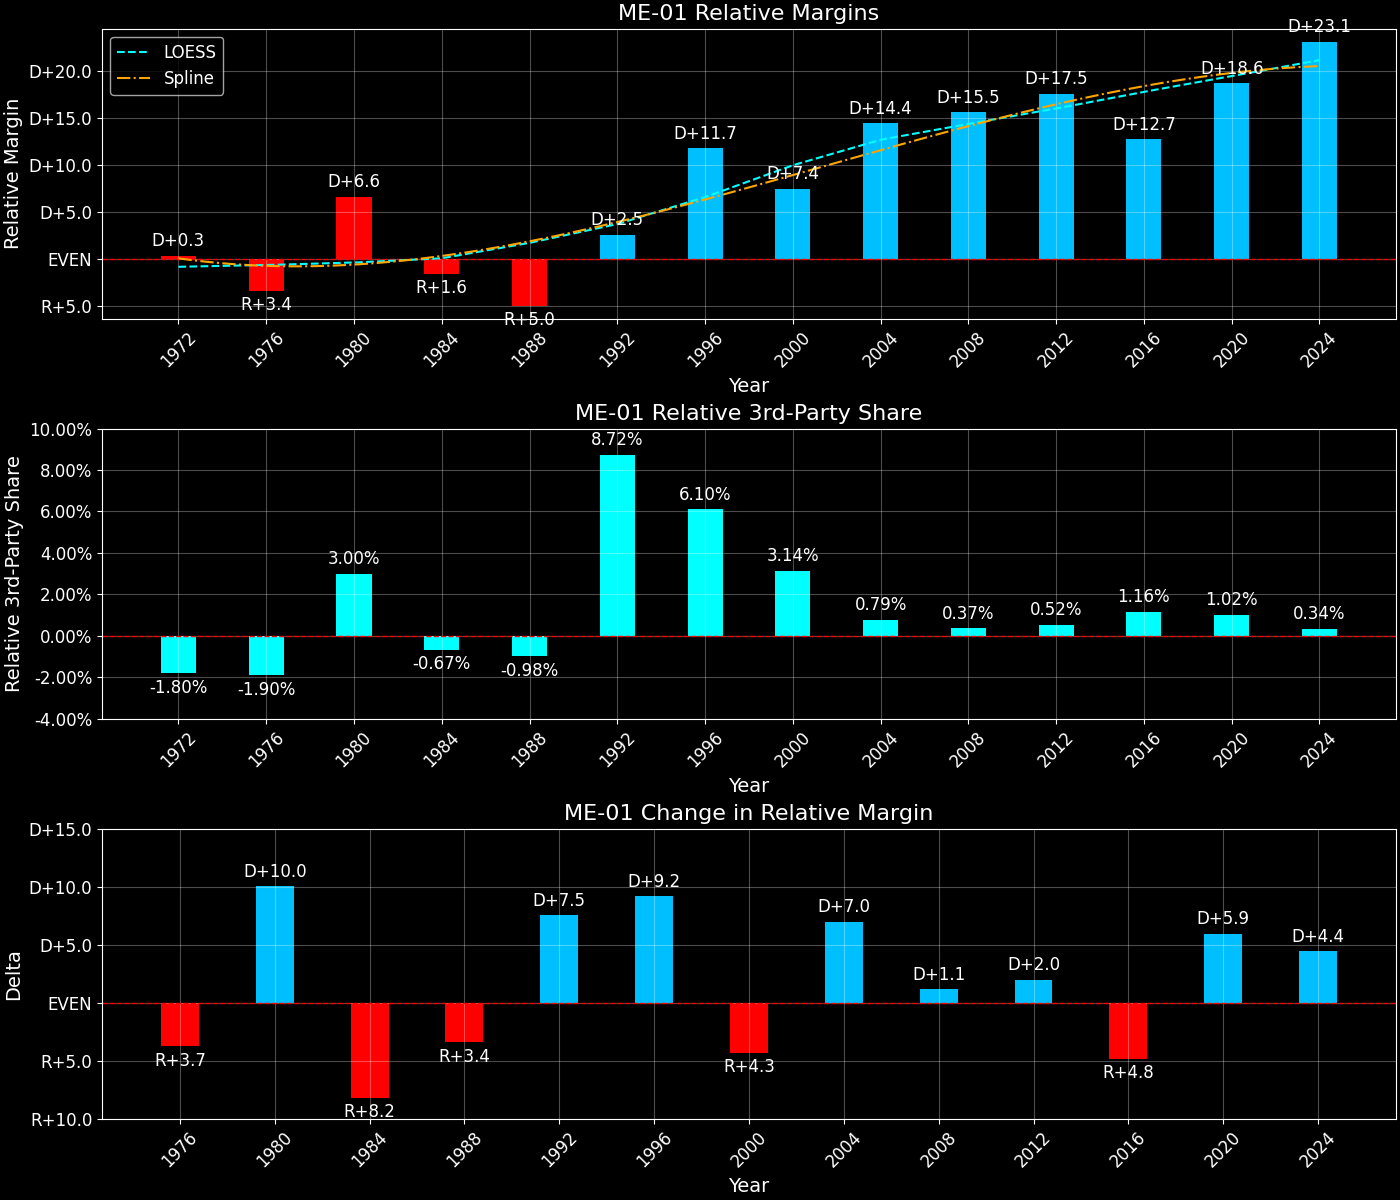 ME-01 Relative Margins
Relative Margin
D+20.0
D+15.0
D+10.0
D+5.0
EVEN
R+5.0
LOESS
Spline
D+0.3
R+3.4
D+6.6
R+1.6
R+5.0
D+2.5
D+11.7
D+7.4
D+14.4
D+15.5
D+17.5
D+12.7
D+18.6
D+23.1
1972
1976
1980
1984
1988
1992
1996
2000
2004
2008
2012
2016
2020
2024
Year
ME-01 Relative 3rd-Party Share
Relative 3rd-Party Share
10.00%
8.00%
6.00%
4.00%
2.00%
0.00%
-2.00%
-4.00%
-1.80%
-1.90%
3.00%
-0.67%
-0.98%
8.72%
6.10%
3.14%
0.79%
0.37%
0.52%
1.16%
1.02%
0.34%
1972
1976
1980
1984
1988
1992
1996
2000
2004
2008
2012
2016
2020
2024
Year
ME-01 Change in Relative Margin
Delta
D+15.0
D+10.0
D+5.0
EVEN
R+5.0
R+10.0
R+3.7
D+10.0
R+8.2
R+3.4
D+7.5
D+9.2
R+4.3
D+7.0
D+1.1
D+2.0
R+4.8
D+5.9
D+4.4
1976
1980
1984
1988
1992
1996
2000
2004
2008
2012
2016
2020
2024
Year